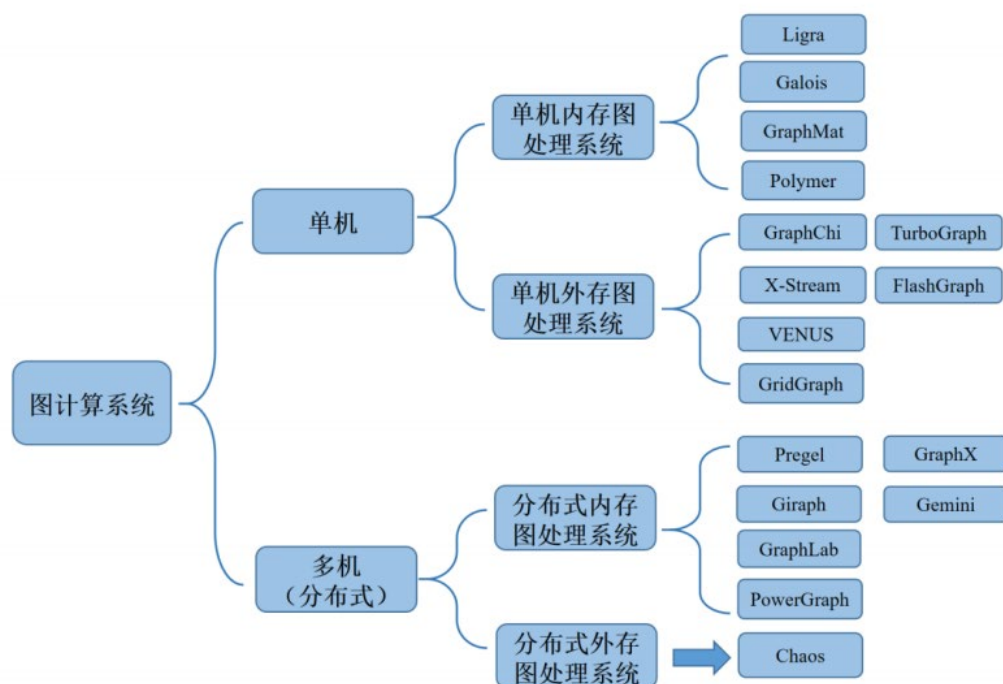 图计算系统
单机
单机内存图
处理系统
Ligra
Galois
GraphMat
Polymer
单机外存图
处理系统
GraphChi
TurboGraph
X-Stream
FlashGraph
VENUS
GridGraph
多机
（分布式）
分布式内存
图处理系统
Pregel
GraphX
Giraph
Gemini
GraphLab
PowerGraph
分布式外存
图处理系统
Chaos